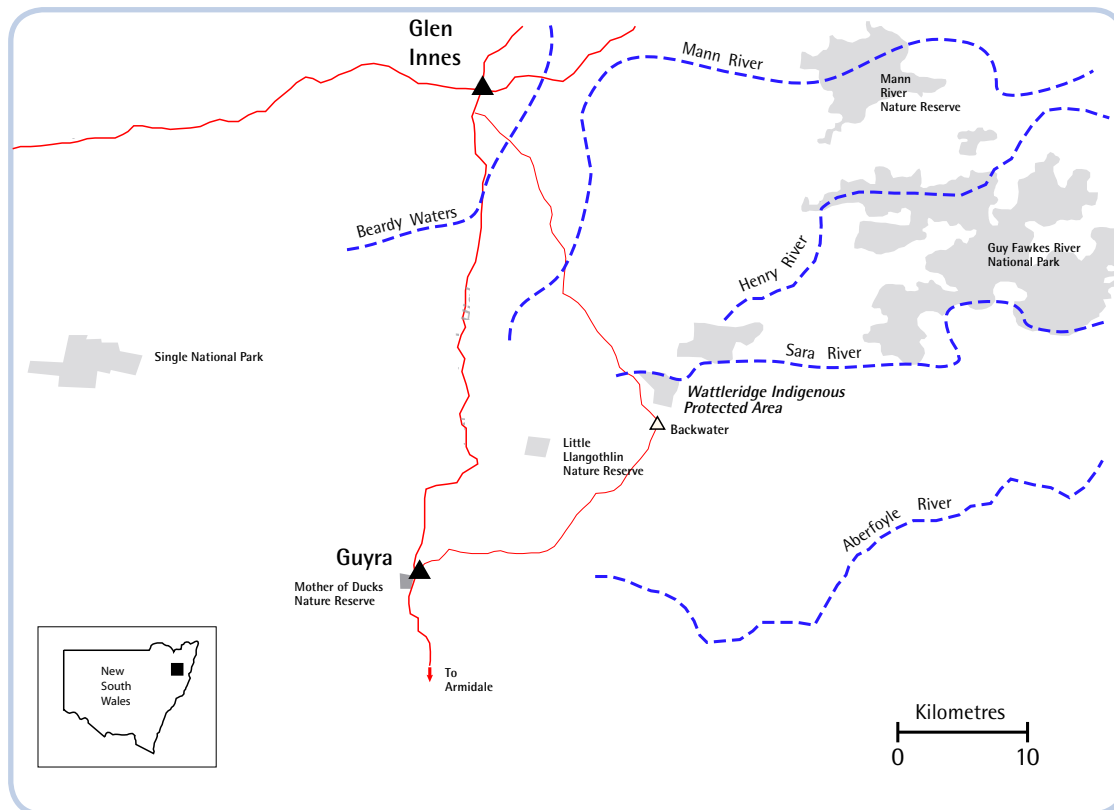 Glen
Innes
Mann River
Mann
River
Nature Reserve
Beardy Waters
Guy Fawkes River
National Park
Henry River
Single National Park
Sara River
Wattleridge Indigenous
Protected Area
Backwater
Little
Llangothlin
Nature Reserve
Aberfoyle River
Guyra
Mother of Ducks
Nature Reserve
To
Armidale
New
South
Wales
Kilometres
0 10